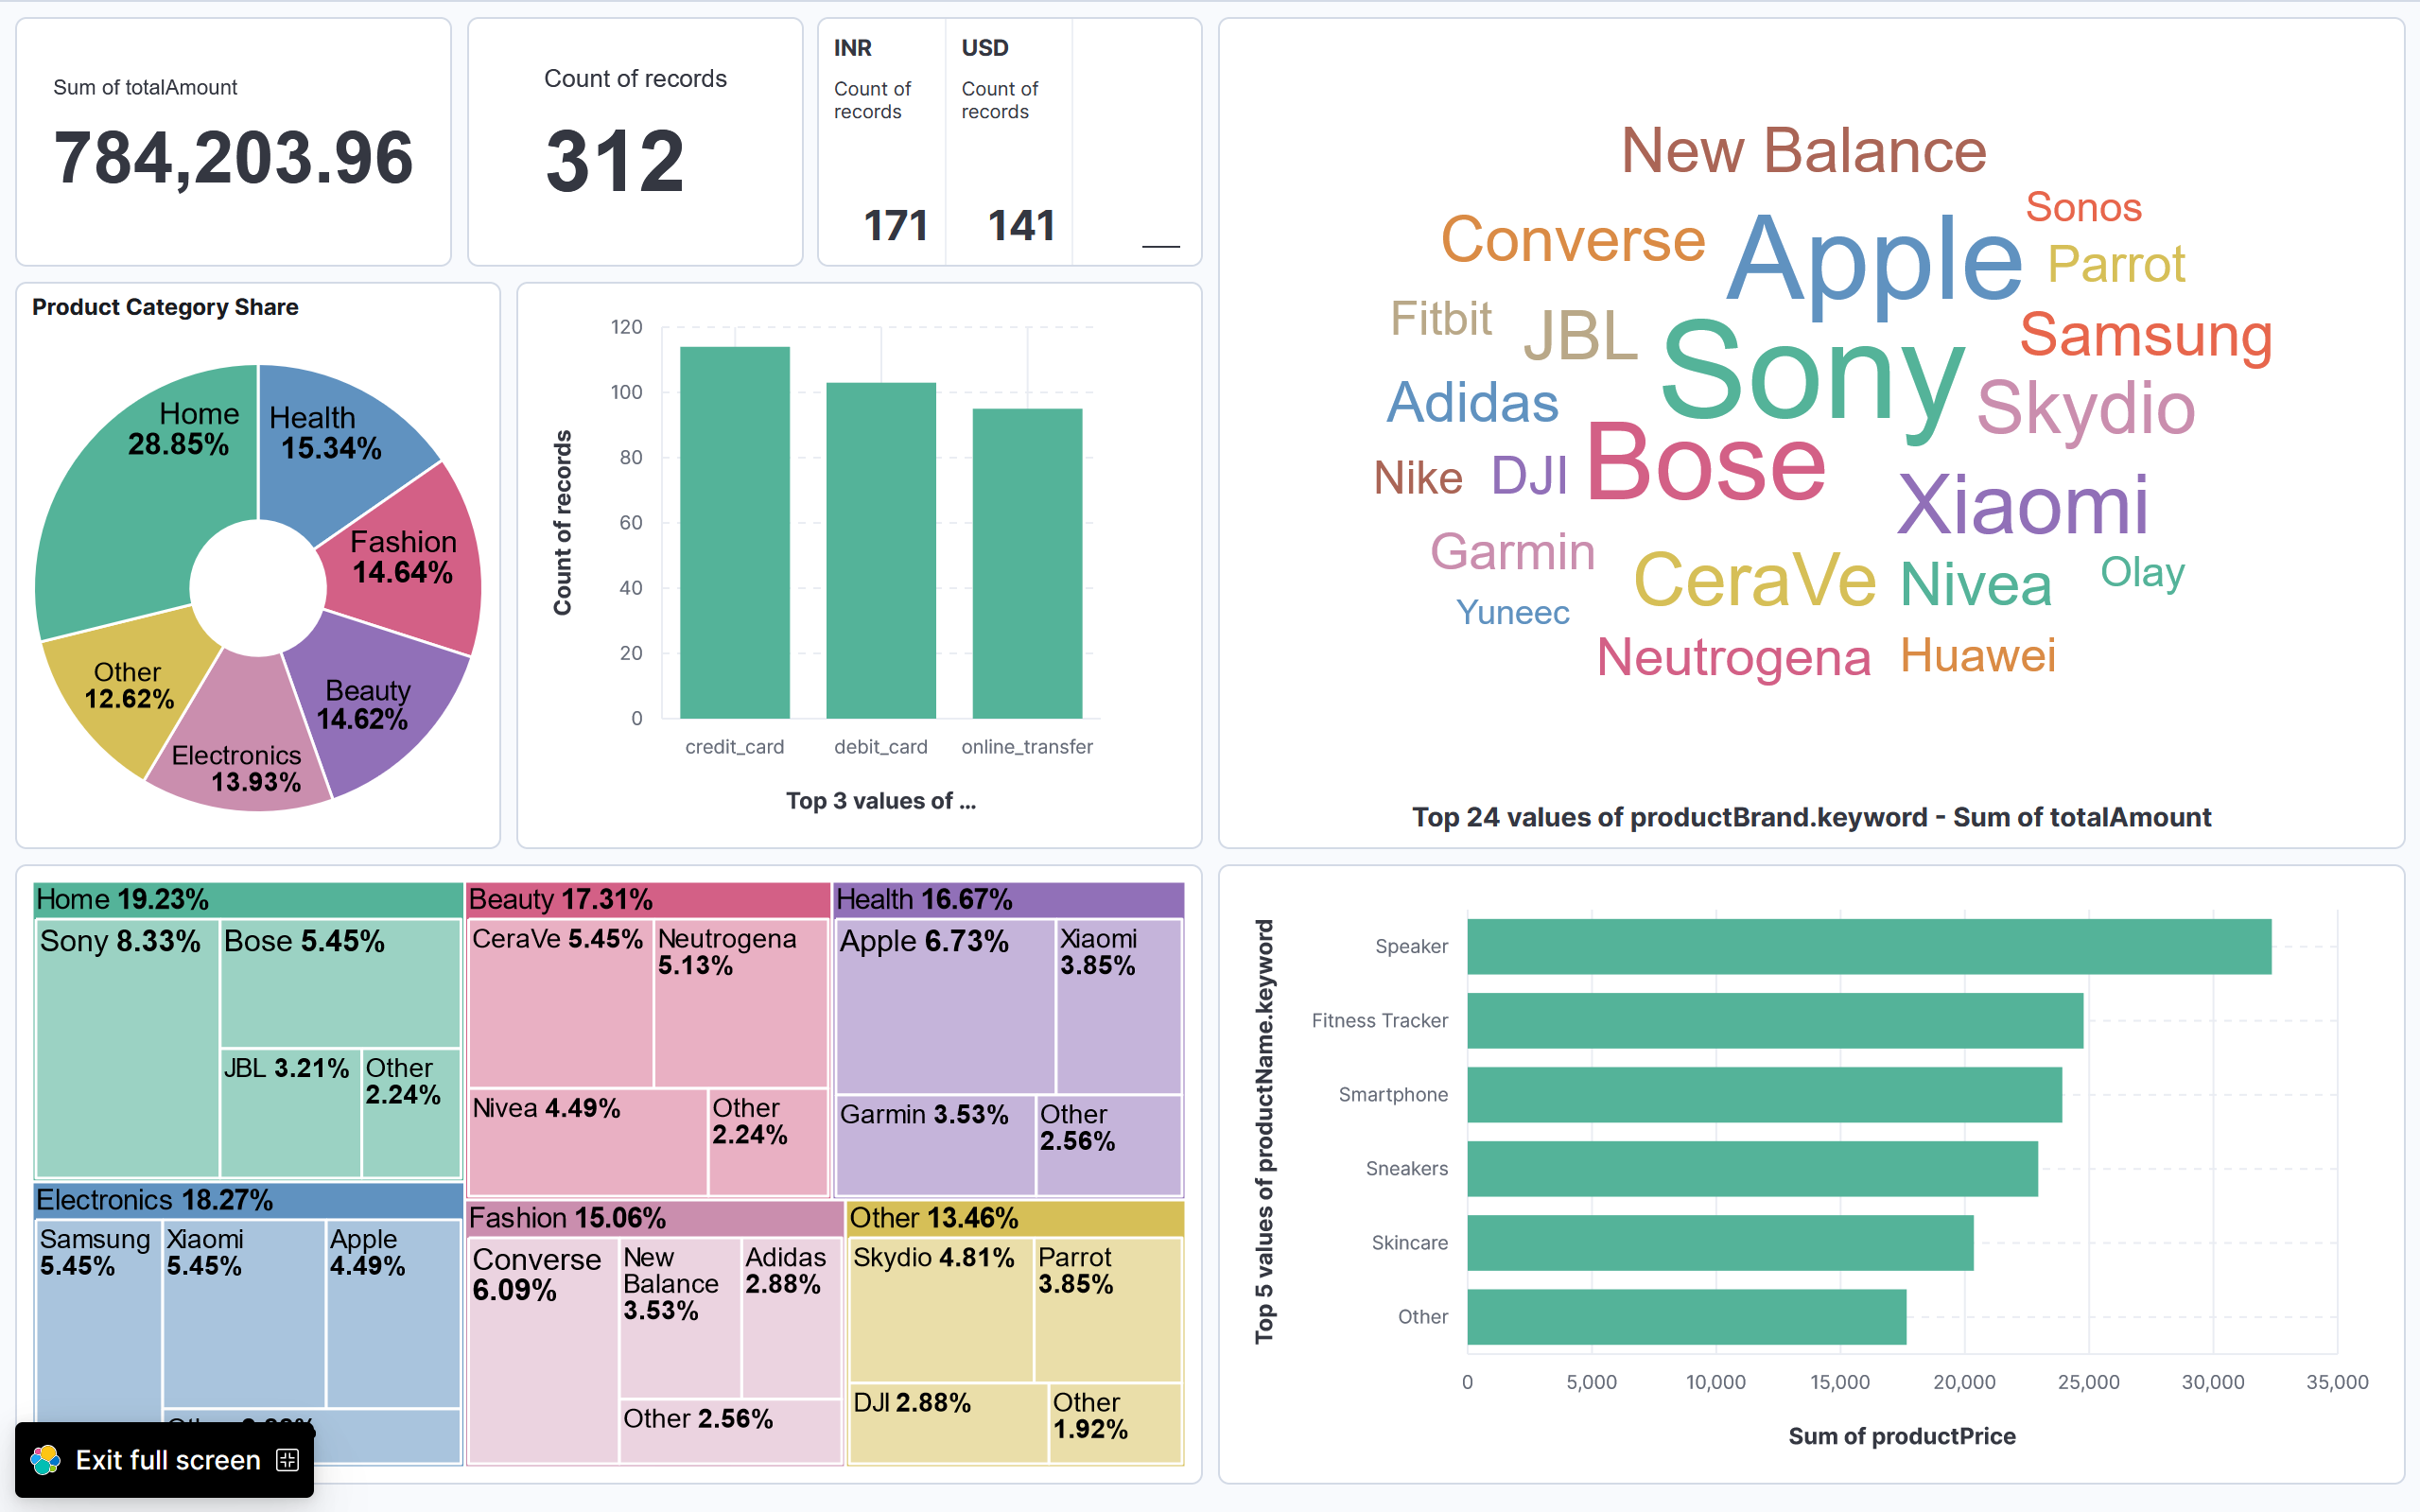 Sum of totalAmount
784,203.96
Count of records
312
INR
Count of
records
171
USD
Count of
records
141
Product Category Share
Home
28.85%
Health
15.34%
Fashion
14.64%
Beauty
14.62%
Electronics
13.93%
Other
12.62%
Count of records
120
100
80
60
40
20
0
credit_card
debit_card
online_transfer
Top 3 values of ...
New Balance
Sonos
Converse
Apple
Parrot
Fitbit
JBL
Samsung
Sony
Adidas
Skydio
Bose
Nike
DJI
Xiaomi
Garmin
CeraVe
Nivea
Olay
Yuneec
Neutrogena
Huawei
Top 24 values of productBrand.keyword - Sum of totalAmount
Home 19.23%
Sony 8.33%
Bose 5.45%
JBL 3.21%
Other
2.24%
Beauty 17.31%
CeraVe 5.45%
Neutrogena
5.13%
Nivea 4.49%
Other
2.24%
Health 16.67%
Apple 6.73%
Xiaomi
3.85%
Garmin 3.53%
Other
2.56%
Electronics 18.27%
Samsung
5.45%
Xiaomi
5.45%
Apple
4.49%
Fashion 15.06%
Converse
6.09%
New
Balance
3.53%
Adidas
2.88%
Other 2.56%
Other 13.46%
Skydio 4.81%
Parrot
3.85%
DJI 2.88%
Other
1.92%
Exit full screen
Top 5 values of productName.keyword
Speaker
Fitness Tracker
Smartphone
Sneakers
Skincare
Other
0
5,000
10,000
15,000
20,000
25,000
30,000
35,000
Sum of productPrice